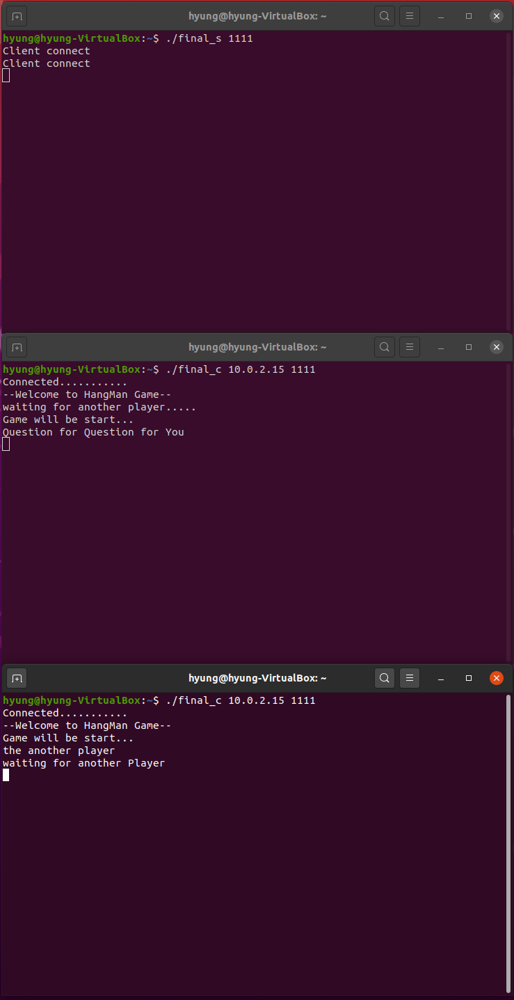 hyung@hyung-VirtualBox: ~
hyung@hyung-VirtualBox:~$ ./final_s 1111
Client connect
Client connect
hyung@hyung-VirtualBox: ~
hyung@hyung-VirtualBox:~$ ./final_c 10.0.2.15 1111
Connected...........
--Welcome to HangMan Game--
waiting for another player.....
Game will be start...
Question for Question for You
hyung@hyung-VirtualBox: ~
hyung@hyung-VirtualBox:~$ ./final_c 10.0.2.15 1111
Connected...........
--Welcome to HangMan Game--
Game will be start...
the another player
waiting for another Player